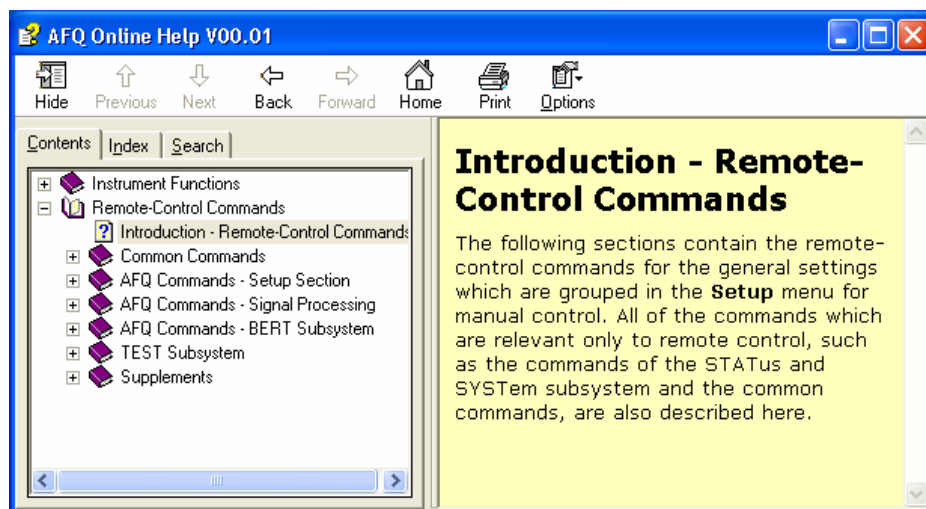 AFQ Online Help V00.01
Hide Previous Next Back Forward Home Print Options
Contents Index Search
Instrument Functions
Remote-Control Commands
Introduction - Remote-Control Commands
Common Commands
AFQ Commands - Setup Section
AFQ Commands - Signal Processing
AFQ Commands - BERT Subsystem
TEST Subsystem
Supplements
Introduction - Remote-
Control Commands
The following sections contain the remote-
control commands for the general settings
which are grouped in the Setup menu for
manual control. All of the commands which
are relevant only to remote control, such
as the commands of the STATus and
SYSTem subsystem and the common
commands, are also described here.